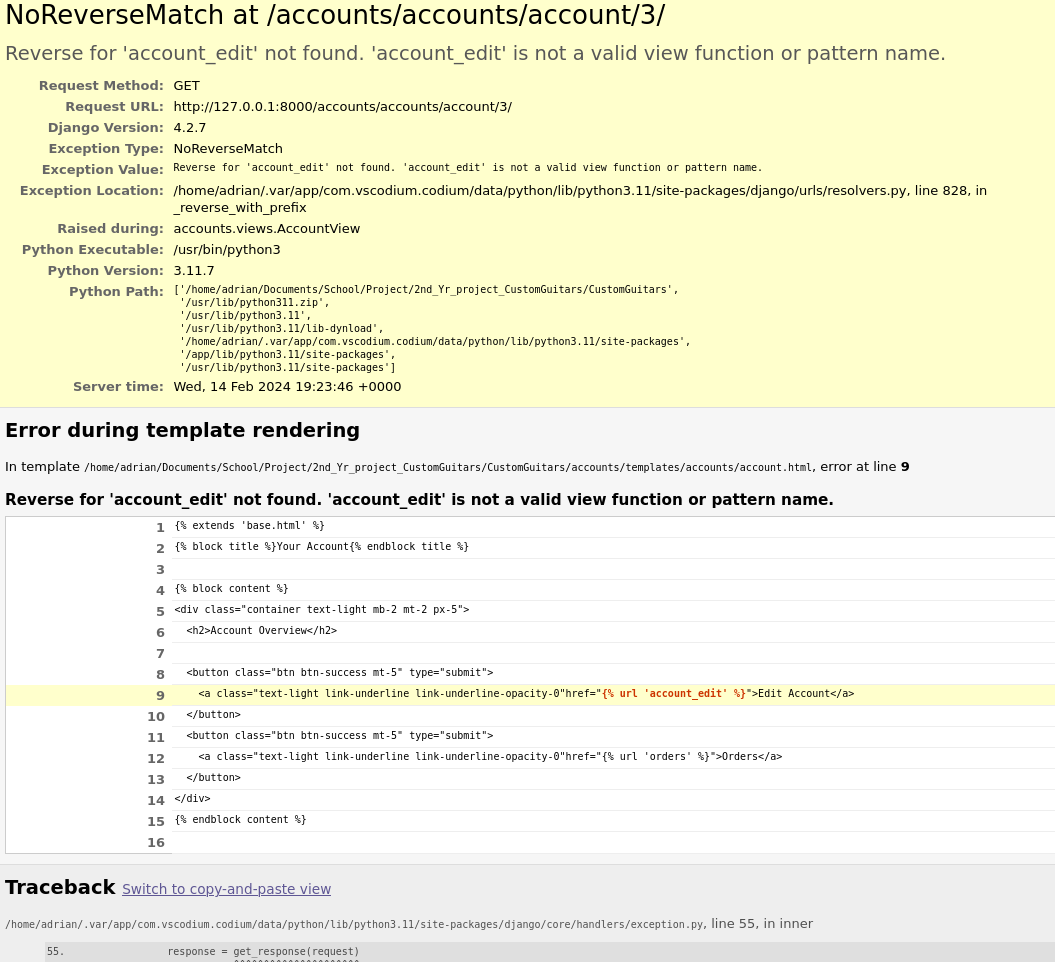 NoReverseMatch at /accounts/accounts/account/3/
Reverse for 'account_edit' not found. 'account_edit' is not a valid view function or pattern name.
Request Method: GET
Request URL: http://127.0.0.1:8000/accounts/accounts/account/3/
Django Version: 4.2.7
Exception Type: NoReverseMatch
Exception Value: Reverse for 'account_edit' not found. 'account_edit' is not a valid view function or pattern name.
Exception Location: /home/adrian/.var/app/com.vscodium.codium/data/python/lib/python3.11/site-packages/django/urls/resolvers.py, line 828, in
_reverse_with_prefix
Raised during: accounts.views.AccountView
Python Executable: /usr/bin/python3
Python Version: 3.11.7
Python Path: ['/home/adrian/Documents/School/Project/2nd_Yr_project_CustomGuitars/CustomGuitars',
'/usr/lib/python311.zip',
'/usr/lib/python3.11',
'/usr/lib/python3.11/lib-dynload',
'/home/adrian/.var/app/com.vscodium.codium/data/python/lib/python3.11/site-packages',
'/app/lib/python3.11/site-packages',
'/usr/lib/python3.11/site-packages']
Server time: Wed, 14 Feb 2024 19:23:46 +0000
Error during template rendering
In template /home/adrian/Documents/School/Project/2nd_Yr_project_CustomGuitars/CustomGuitars/accounts/templates/accounts/account.html, error at line 9
Reverse for 'account_edit' not found. 'account_edit' is not a valid view function or pattern name.
1 {% extends 'base.html' %}
2 {% block title %}Your Account{% endblock title %}
3
4 {% block content %}
5 <div class="container text-light mb-2 mt-2 px-5">
6 <h2>Account Overview</h2>
7
8 <button class="btn btn-success mt-5" type="submit">
9 <a class="text-light link-underline link-underline-opacity-0"href="{% url 'account_edit' %}">Edit Account</a>
10 </button>
11 <button class="btn btn-success mt-5" type="submit">
12 <a class="text-light link-underline link-underline-opacity-0"href="{% url 'orders' %}">Orders</a>
13 </button>
14 </div>
15 {% endblock content %}
16
Traceback Switch to copy-and-paste view
/home/adrian/.var/app/com.vscodium.codium/data/python/lib/python3.11/site-packages/django/core/handlers/exception.py, line 55, in inner
55. response = get_response(request)
^^^^^^^^^^^^^^^^^^^^^